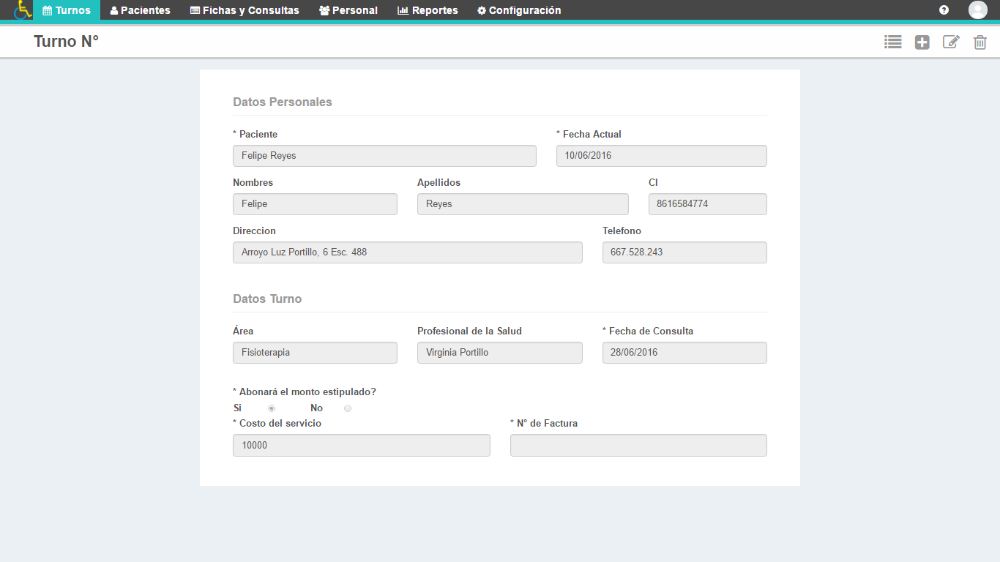 Turnos Pacientes Fichas y Consultas Personal Reportes Configuración
Turno N°
Datos Personales
* Paciente * Fecha Actual
Felipe Reyes 10/06/2016
Nombres Apellidos CI
Felipe Reyes 8616584774
Direccion Telefono
Arroyo Luz Portillo, 6 Esc. 488 667.528.243
Datos Turno
Área Profesional de la Salud * Fecha de Consulta
Fisioterapia Virginia Portillo 28/06/2016
* Abonará el monto estipulado?
Si No
* Costo del servicio * N° de Factura
10000